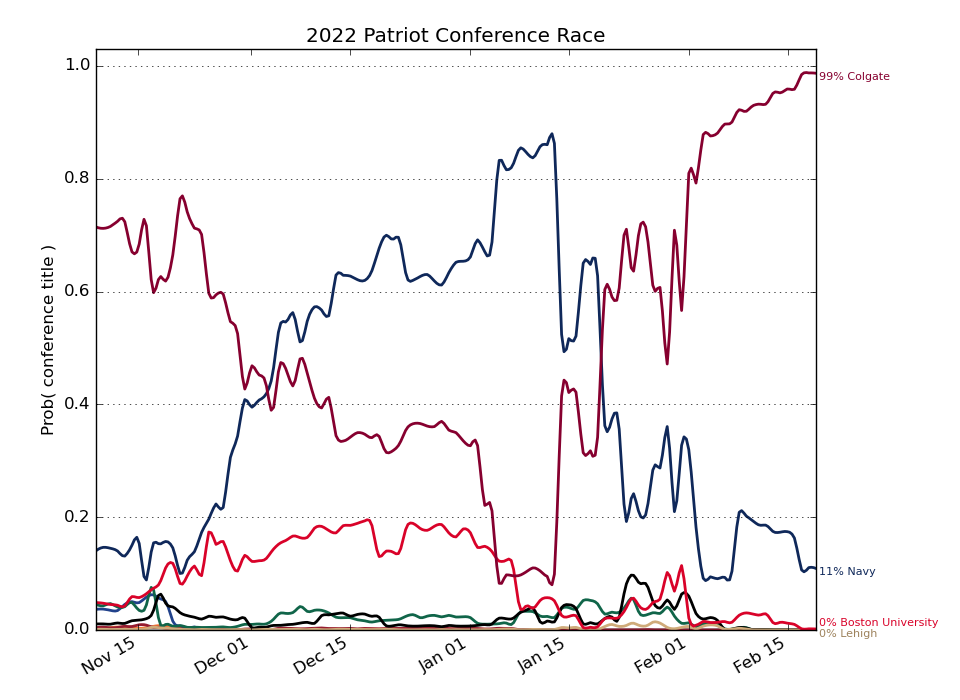 2022 Patriot Conference Race
Prob( conference title )
1.0
0.8
0.6
0.4
0.2
0.0
Nov 15
Dec 01
Dec 15
Jan 01
Jan 15
Feb 01
Feb 15
99% Colgate
11% Navy
0% Boston University
0% Lehigh